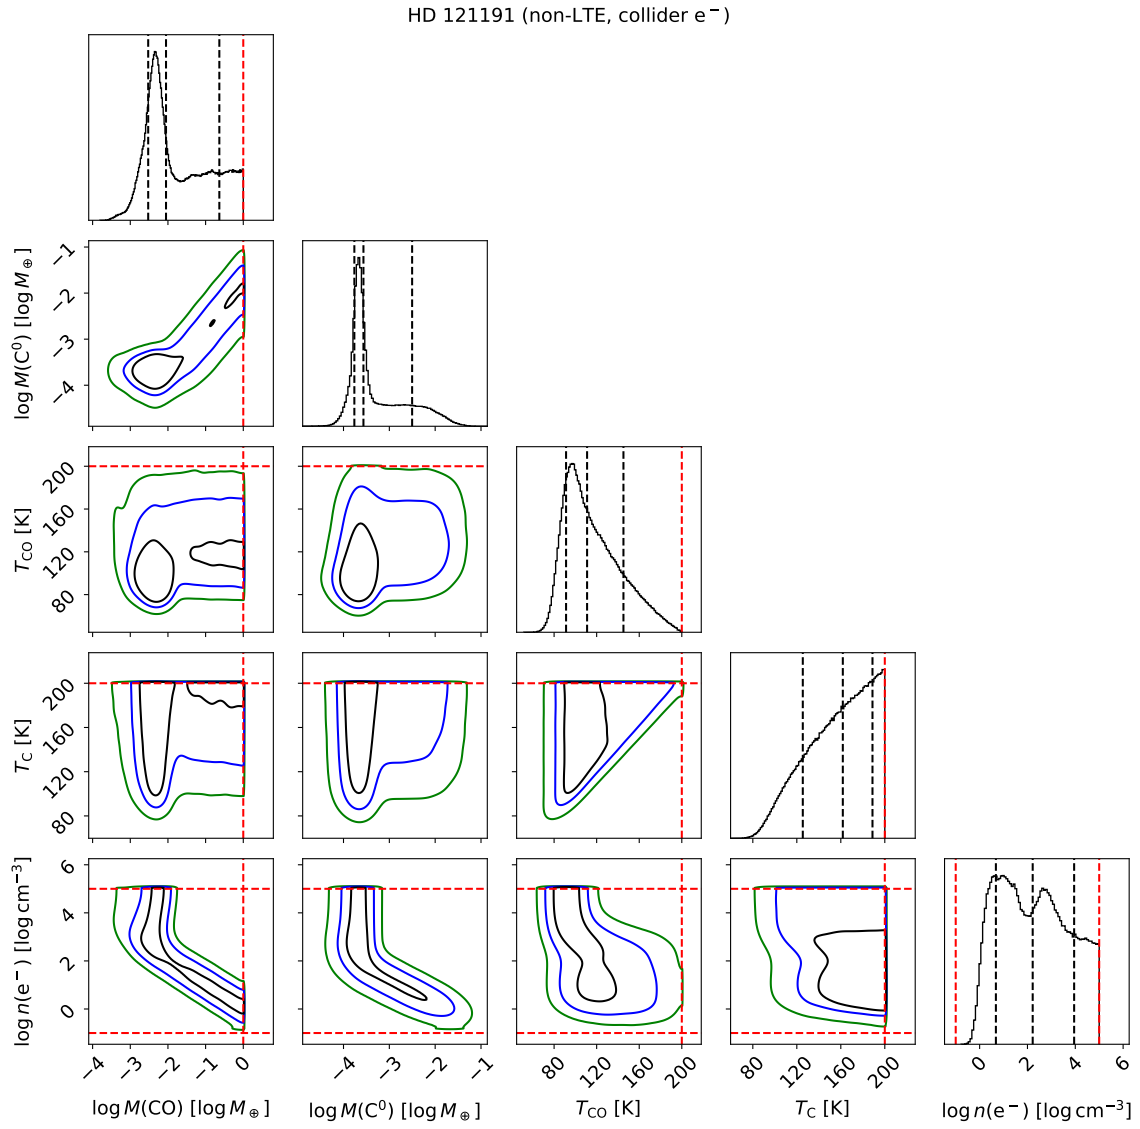 HD 121191 (non-LTE, collider e⁻)
log M(C⁰) [log M⊕]
−1
−2
−3
−4
T_CO [K]
200
160
120
80
T_C [K]
200
160
120
80
log n(e⁻) [log cm⁻³]
6
4
2
0
−4 −3 −2 −1 0
−4 −3 −2 −1
80 120 160 200
80 120 160 200
0 2 4 6
log M(CO) [log M⊕]
log M(C⁰) [log M⊕]
T_CO [K]
T_C [K]
log n(e⁻) [log cm⁻³]